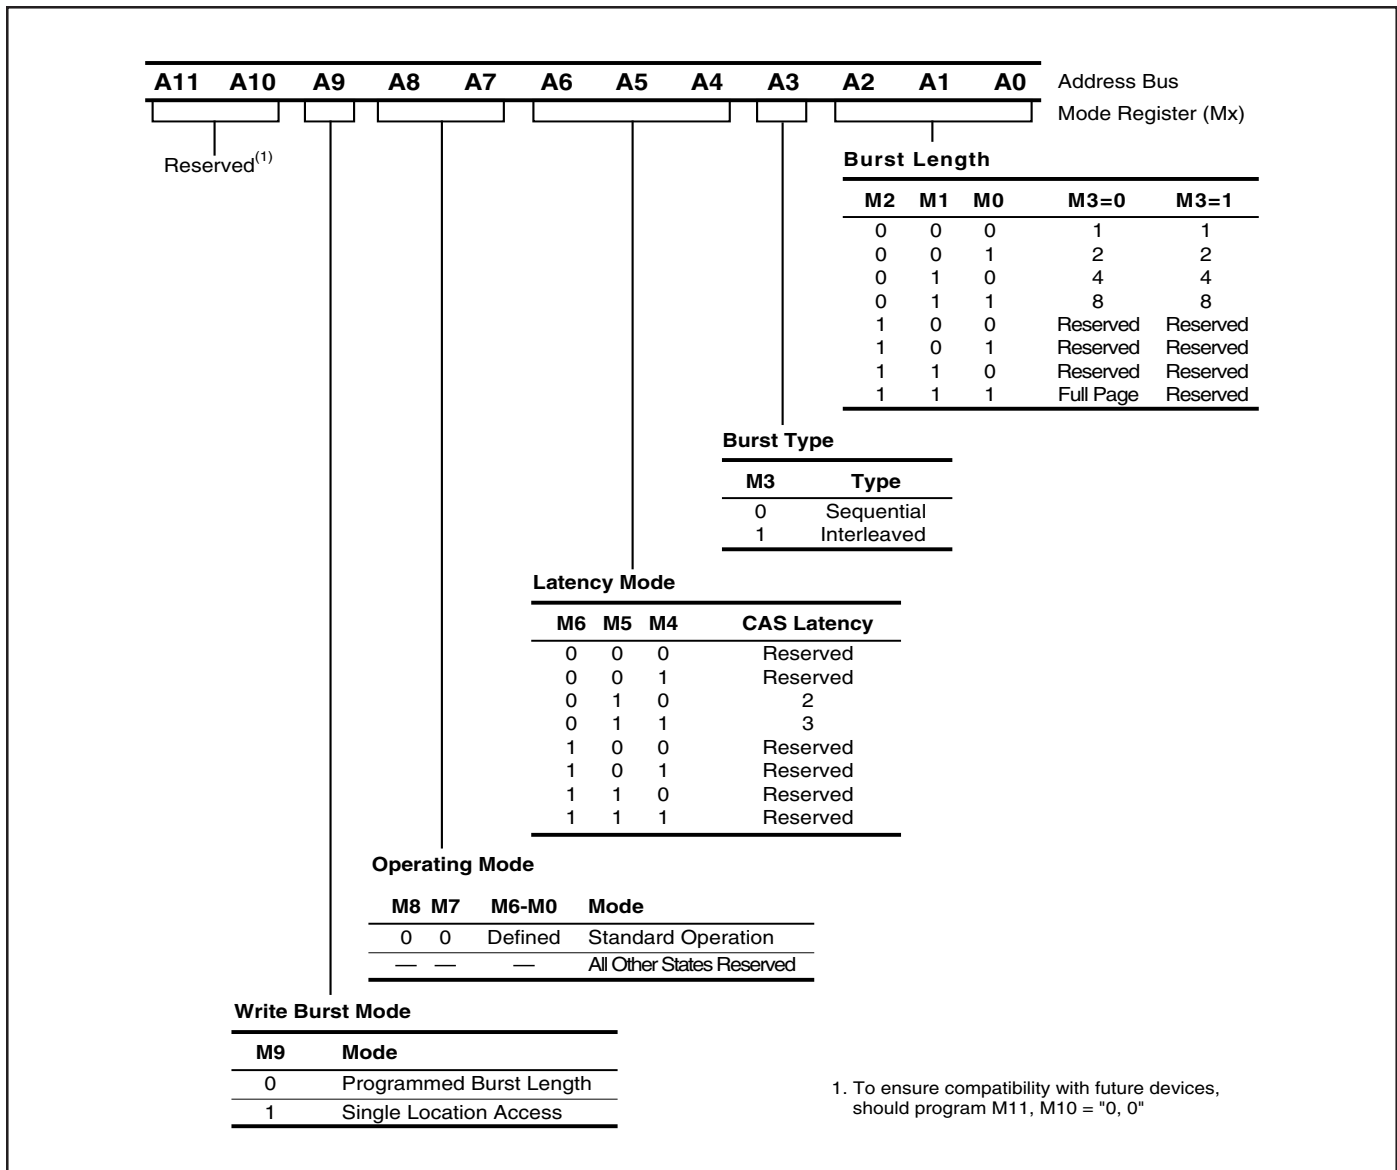 A11 A10 A9 A8 A7 A6 A5 A4 A3 A2 A1 A0 Address Bus
Mode Register (Mx)
Reserved(1)
Burst Length
M2 M1 M0 M3=0 M3=1
0 0 0 1 1
0 0 1 2 2
0 1 0 4 4
0 1 1 8 8
1 0 0 Reserved Reserved
1 0 1 Reserved Reserved
1 1 0 Reserved Reserved
1 1 1 Full Page Reserved
Burst Type
M3 Type
0 Sequential
1 Interleaved
Latency Mode
M6 M5 M4 CAS Latency
0 0 0 Reserved
0 0 1 Reserved
0 1 0 2
0 1 1 3
1 0 0 Reserved
1 0 1 Reserved
1 1 0 Reserved
1 1 1 Reserved
Operating Mode
M8 M7 M6-M0 Mode
0 0 Defined Standard Operation
— — — All Other States Reserved
Write Burst Mode
M9 Mode
0 Programmed Burst Length
1 Single Location Access
1. To ensure compatibility with future devices,
should program M11, M10 = "0, 0"